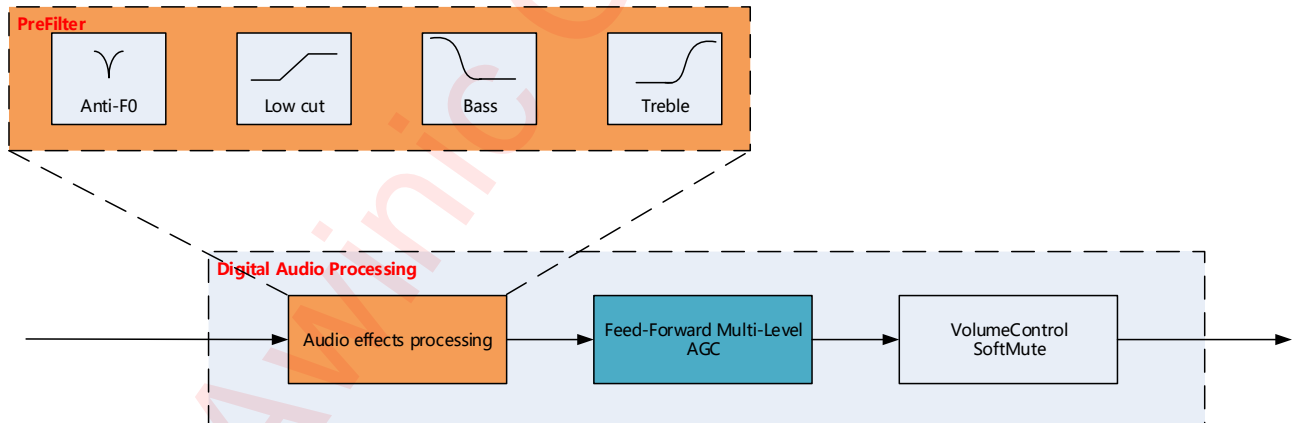 PreFilter
Anti-F0
Low cut
Bass
Treble
Digital Audio Processing
Audio effects processing
Feed-Forward Multi-Level
AGC
VolumeControl
SoftMute
Awinic